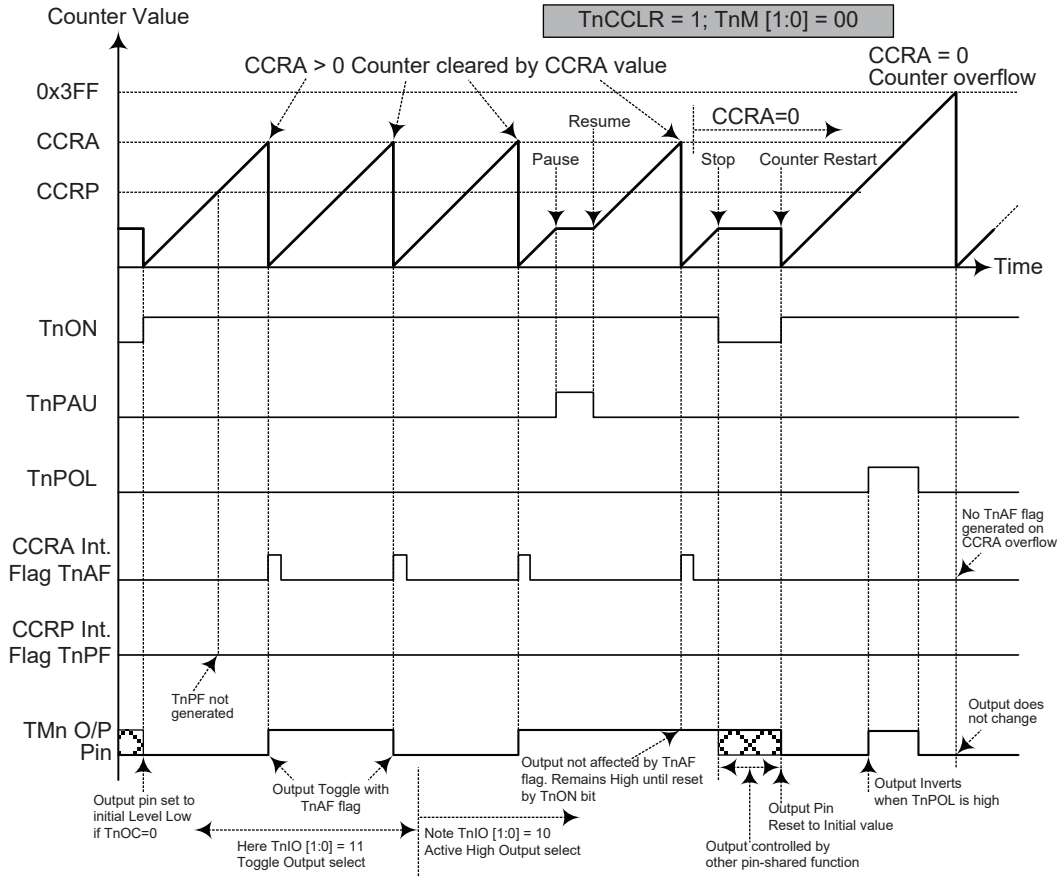 Counter Value
TnCCLR = 1; TnM [1:0] = 00
CCRA > 0 Counter cleared by CCRA value
CCRA = 0
Counter overflow
0x3FF
CCRA
CCRP
Resume
CCRA=0
Pause
Stop
Counter Restart
Time
TnON
TnPAU
TnPOL
No TnAF flag
generated on
CCRA overflow
CCRA Int.
Flag TnAF
CCRP Int.
Flag TnPF
TnPF not
generated
TMn O/P
Pin
Output does
not change
Output pin set to
initial Level Low
if TnOC=0
Output Toggle with
TnAF flag
Here TnIO [1:0] = 11
Toggle Output select
Output not affected by TnAF
flag. Remains High until reset
by TnON bit
Note TnIO [1:0] = 10
Active High Output select
Output controlled by
other pin-shared function
Output Pin
Reset to Initial value
Output Inverts
when TnPOL is high